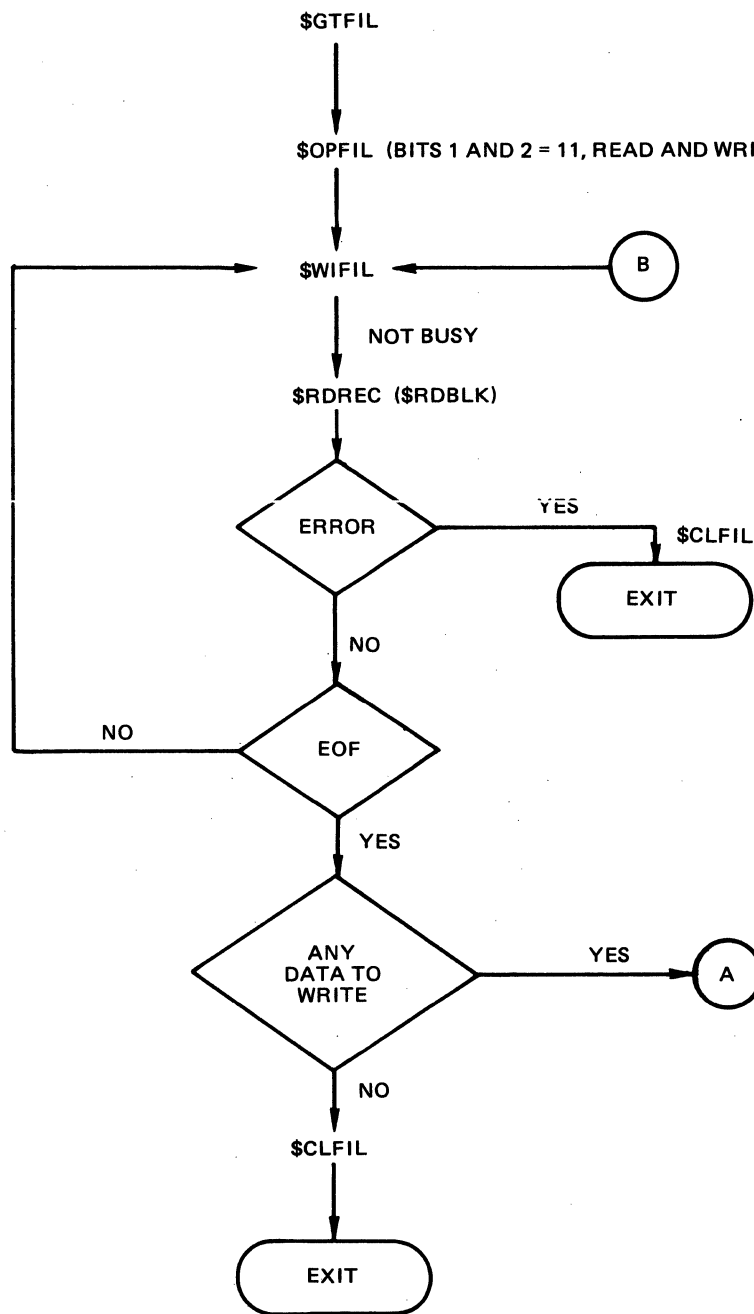 $GTFIL
$OPFIL (BITS 1 AND 2 = 11, READ AND WRI
$WIFIL
B
NOT BUSY
$RDREC ($RDBLK)
ERROR
YES
$CLFIL
EXIT
NO
NO
EOF
YES
ANY
DATA TO
WRITE
YES
A
NO
$CLFIL
EXIT